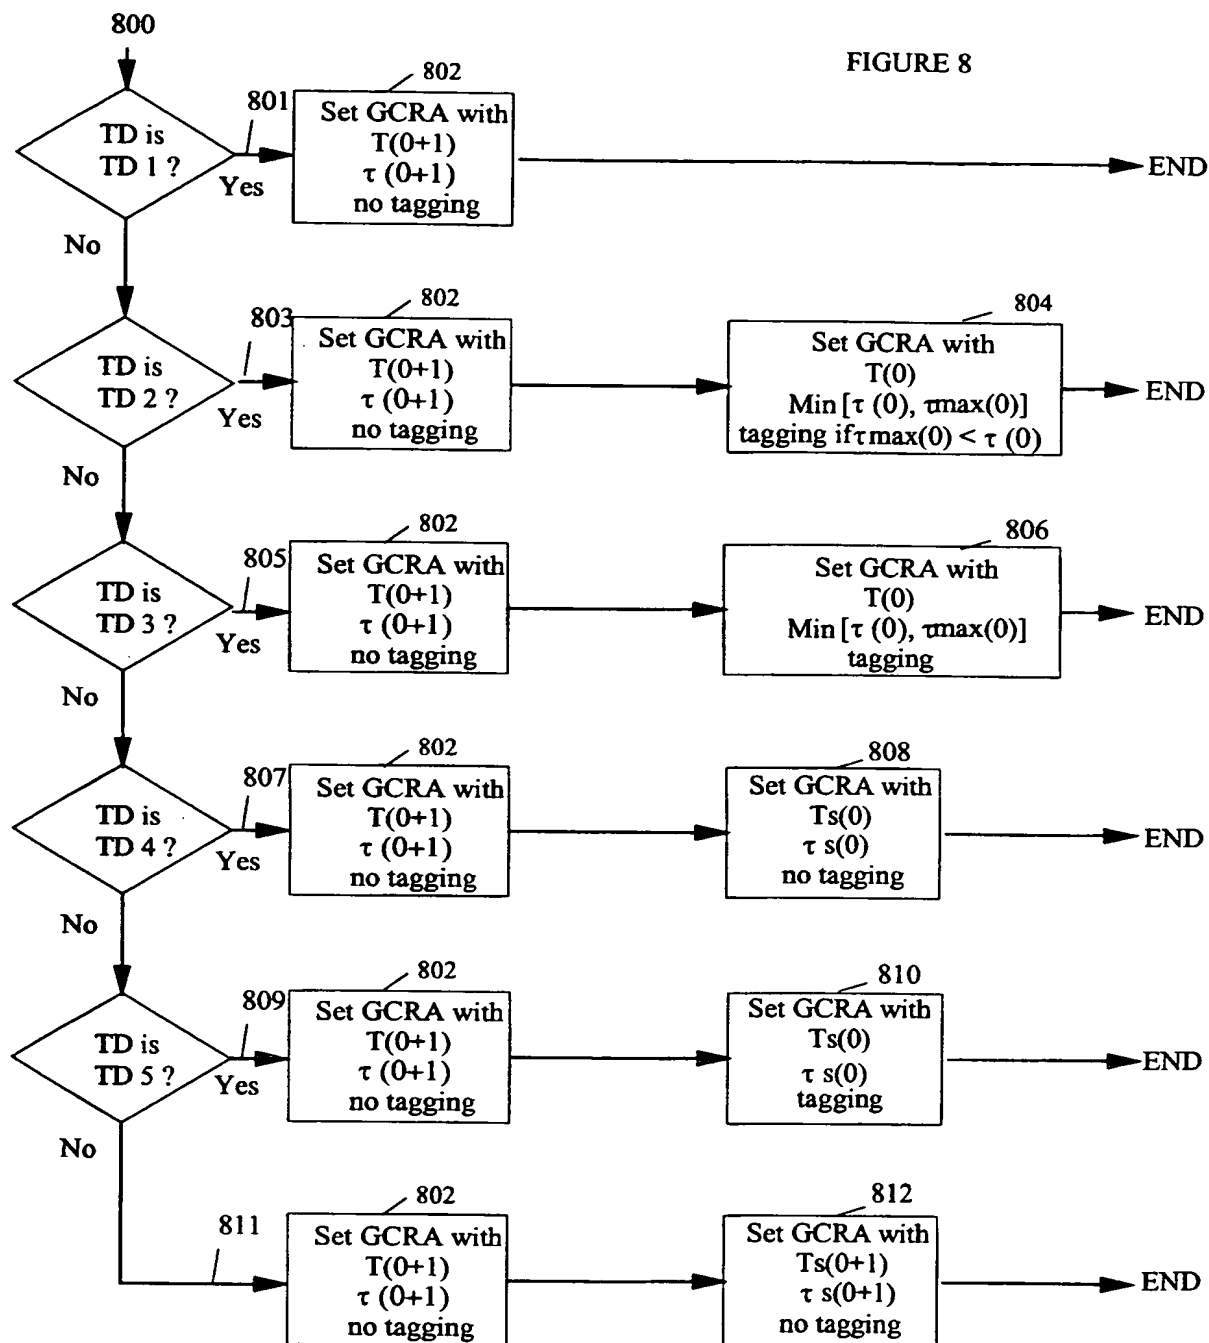 800
FIGURE 8
TD is
TD 1 ?
801
Yes
802
Set GCRA with
T(0+1)
τ (0+1)
no tagging
END
No
TD is
TD 2 ?
803
Yes
802
Set GCRA with
T(0+1)
τ (0+1)
no tagging
804
Set GCRA with
T(0)
Min [τ (0), τmax(0)]
tagging if τmax(0) < τ (0)
END
No
TD is
TD 3 ?
805
Yes
802
Set GCRA with
T(0+1)
τ (0+1)
no tagging
806
Set GCRA with
T(0)
Min [τ (0), τmax(0)]
tagging
END
No
TD is
TD 4 ?
807
Yes
802
Set GCRA with
T(0+1)
τ (0+1)
no tagging
808
Set GCRA with
Ts(0)
τ s(0)
no tagging
END
No
TD is
TD 5 ?
809
Yes
802
Set GCRA with
T(0+1)
τ (0+1)
no tagging
810
Set GCRA with
Ts(0)
τ s(0)
tagging
END
No
811
802
Set GCRA with
T(0+1)
τ (0+1)
no tagging
812
Set GCRA with
Ts(0+1)
τ s(0+1)
no tagging
END